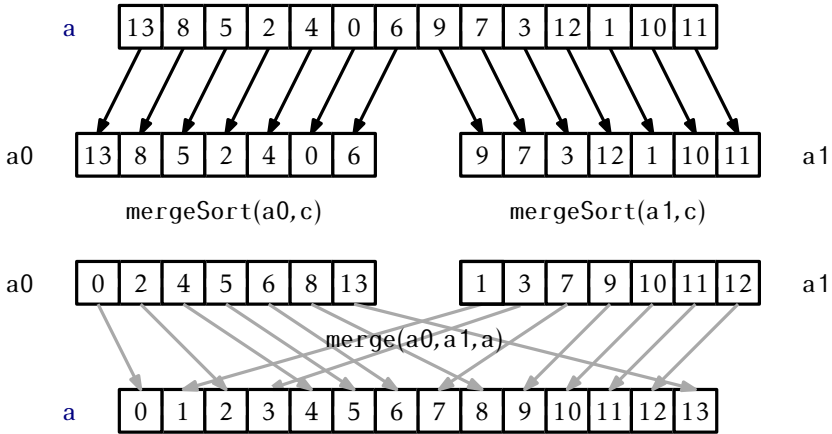 a 13 8 5 2 4 0 6 9 7 3 12 1 10 11
a0 13 8 5 2 4 0 6 9 7 3 12 1 10 11 a1
mergeSort(a0,c) mergeSort(a1,c)
a0 0 2 4 5 6 8 13 1 3 7 9 10 11 12 a1
merge(a0,a1,a)
a 0 1 2 3 4 5 6 7 8 9 10 11 12 13